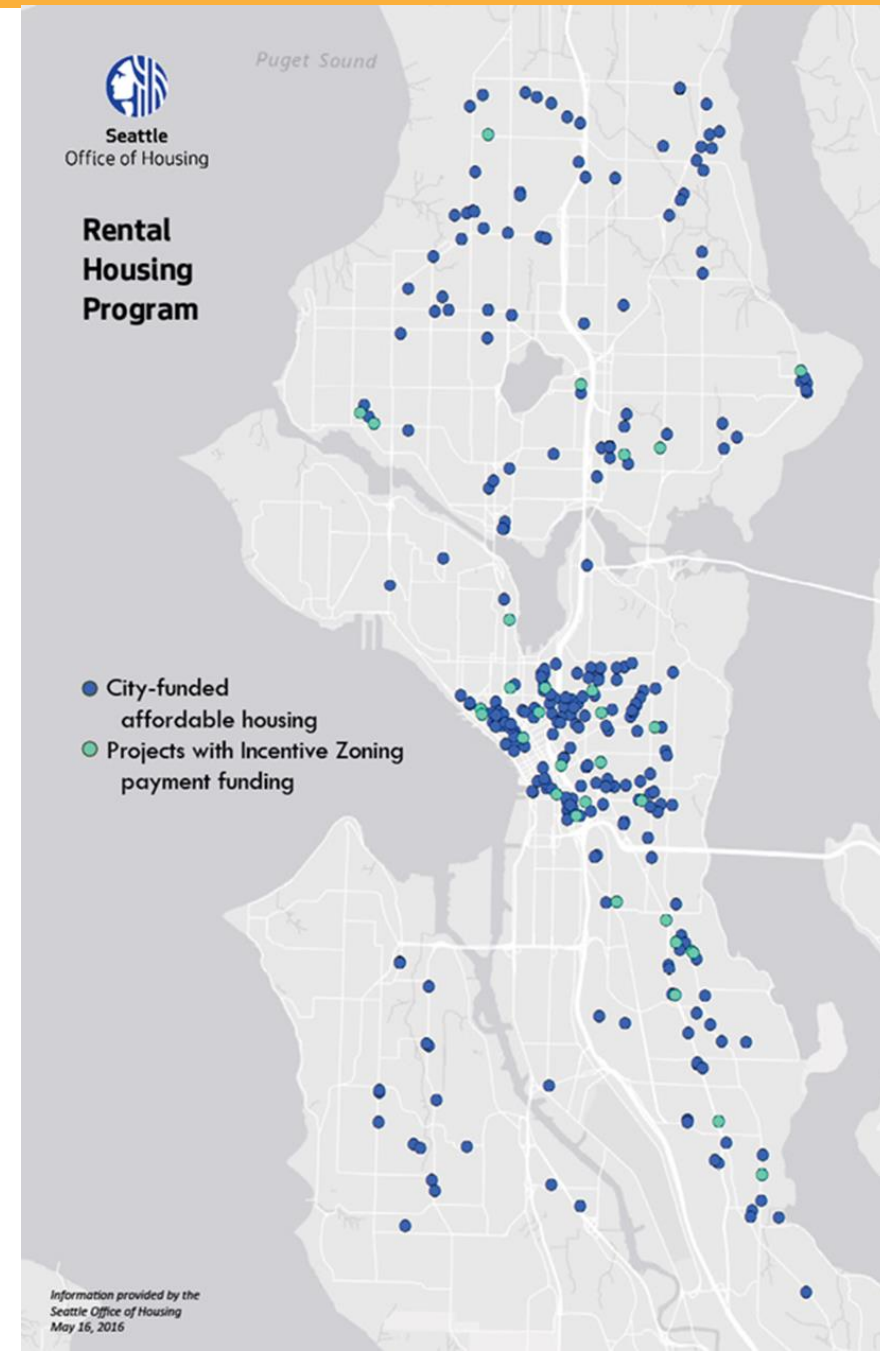 Puget Sound
Seattle
Office of Housing
Rental
Housing
Program
City-funded
affordable housing
Projects with Incentive Zoning
payment funding
Information provided by the
Seattle Office of Housing
May 16, 2016